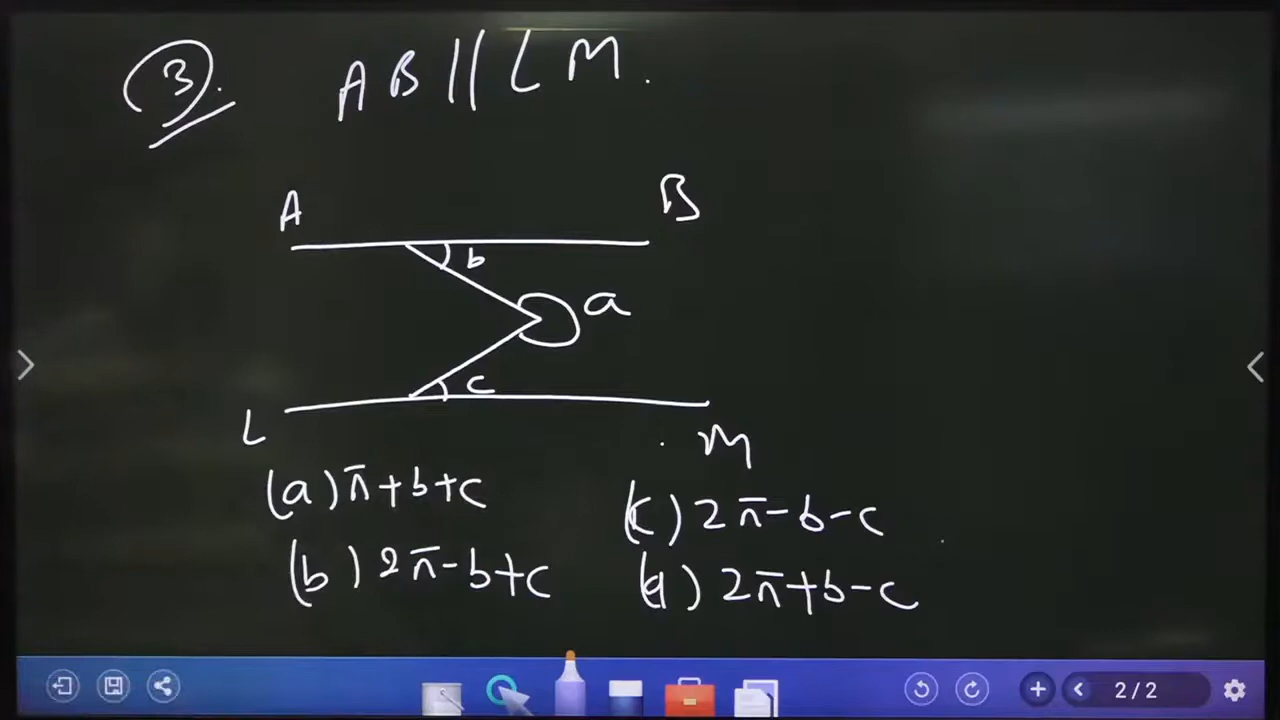 3. AB || LM.
A B
b
a
c
L M
(a) π+b+c (c) 2π-b-c
(b) 2π-b+c (d) 2π+b-c
2/2